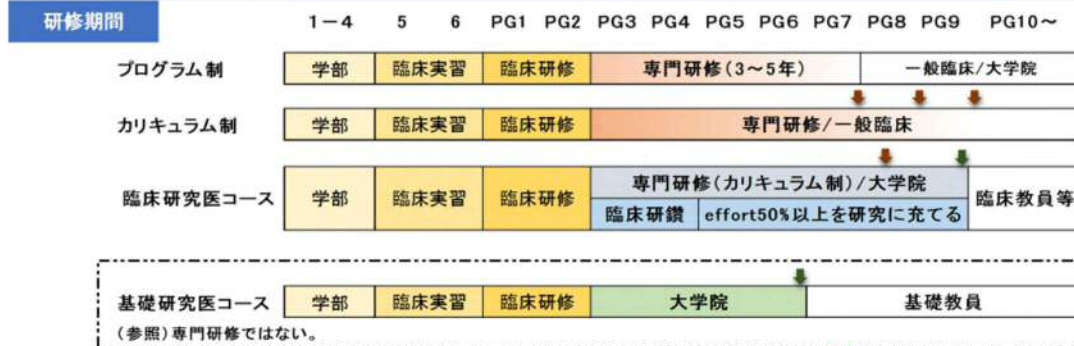 研修期間 1－4 5 6 PG1 PG2 PG3 PG4 PG5 PG6 PG7 PG8 PG9 PG10～
プログラム制 学部 臨床実習 臨床研修 専門研修(3～5年) 一般臨床/大学院
カリキュラム制 学部 臨床実習 臨床研修 専門研修/一般臨床
臨床研究医コース 学部 臨床実習 臨床研修 専門研修(カリキュラム制)/大学院 臨床教員等
臨床研鑽 effort50%以上を研究に充てる
基礎研究医コース 学部 臨床実習 臨床研修 大学院 基礎教員
(参照)専門研修ではない。